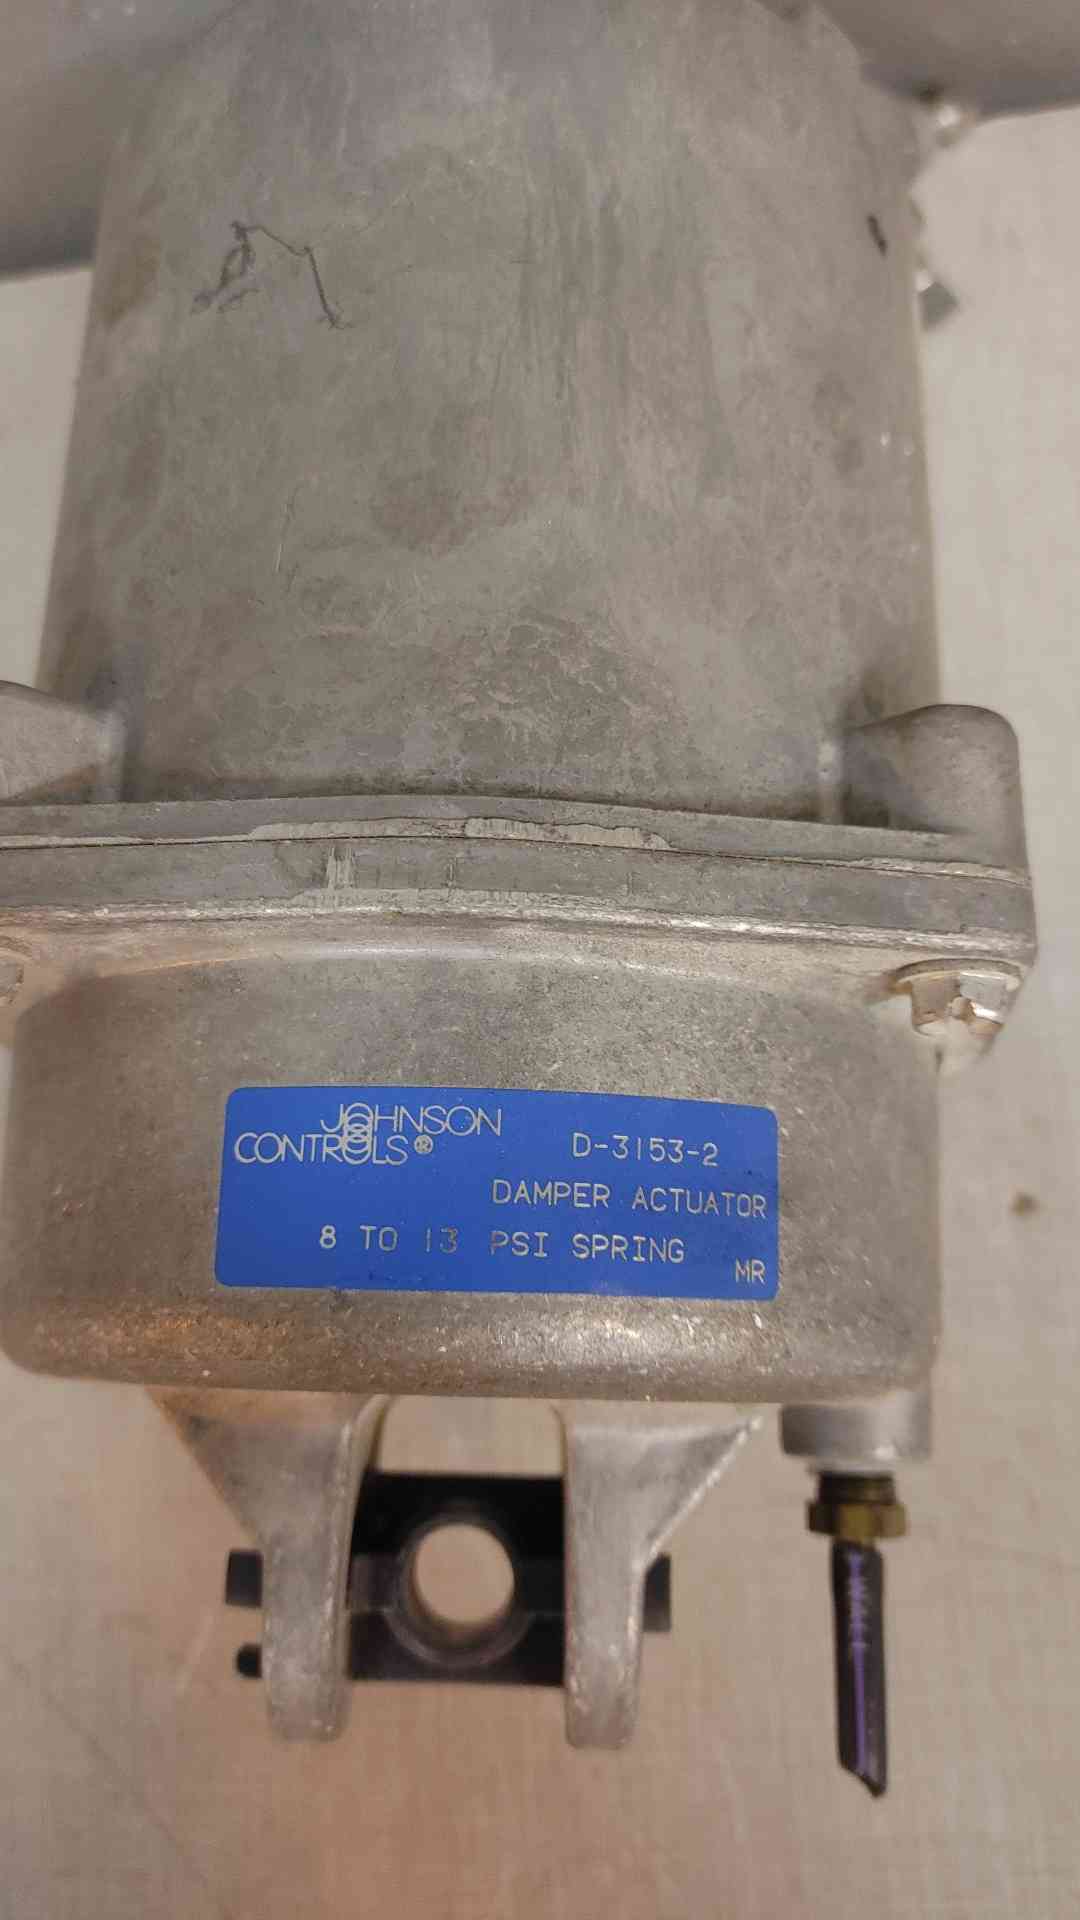 JOHNSON
CONTROLS®
D-3153-2
DAMPER ACTUATOR
8 TO 13 PSI SPRING
MR